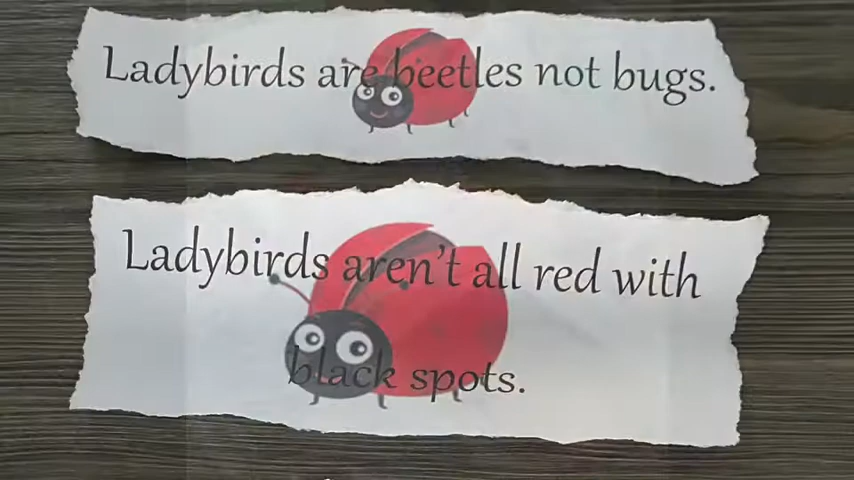 Ladybirds are beetles not bugs.
Ladybirds aren't all red with
black spots.